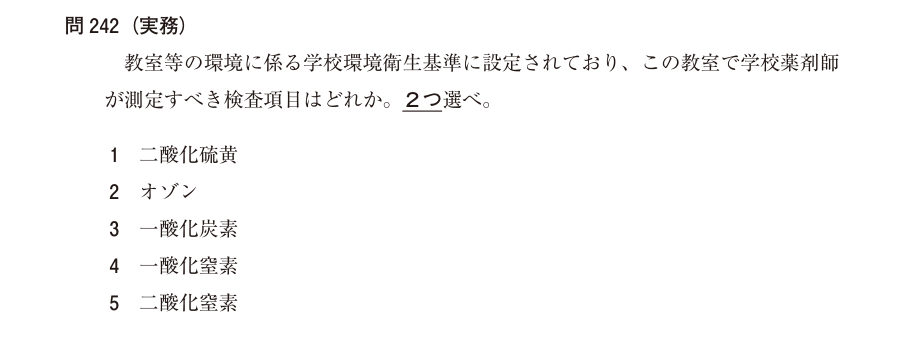 問 242（実務）
教室等の環境に係る学校環境衛生基準に設定されており、この教室で学校薬剤師
が測定すべき検査項目はどれか。２つ選べ。
1 二酸化硫黄
2 オゾン
3 一酸化炭素
4 一酸化窒素
5 二酸化窒素